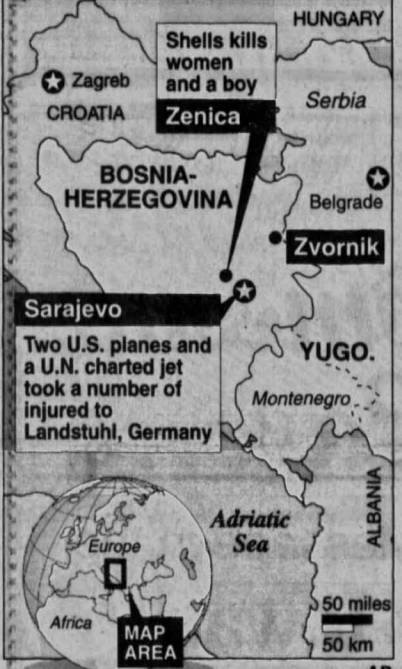 HUNGARY
Shells kills
women
and a boy
Zenica
Zagreb
CROATIA
Serbia
BOSNIA-
HERZEGOVINA
Belgrade
Zvornik
Sarajevo
Two U.S. planes and
a U.N. charted jet
took a number of
injured to
Landstuhl, Germany
YUGO.
Montenegro
ALBANIA
Adriatic
Sea
Europe
Africa
MAP
AREA
50 miles
50 km
AP